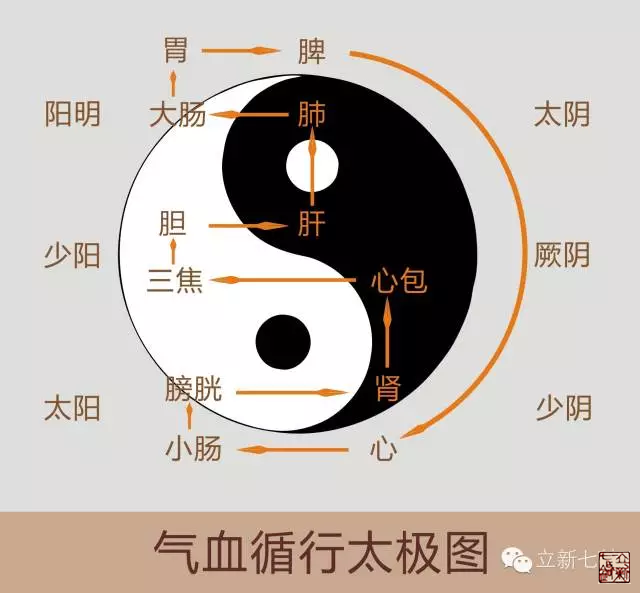 胃 脾
阳明 大肠 肺 太阴
胆 肝
少阳 厥阴
三焦 心包
膀胱 肾
太阳 少阴
小肠 心
气血循行太极图
立新七